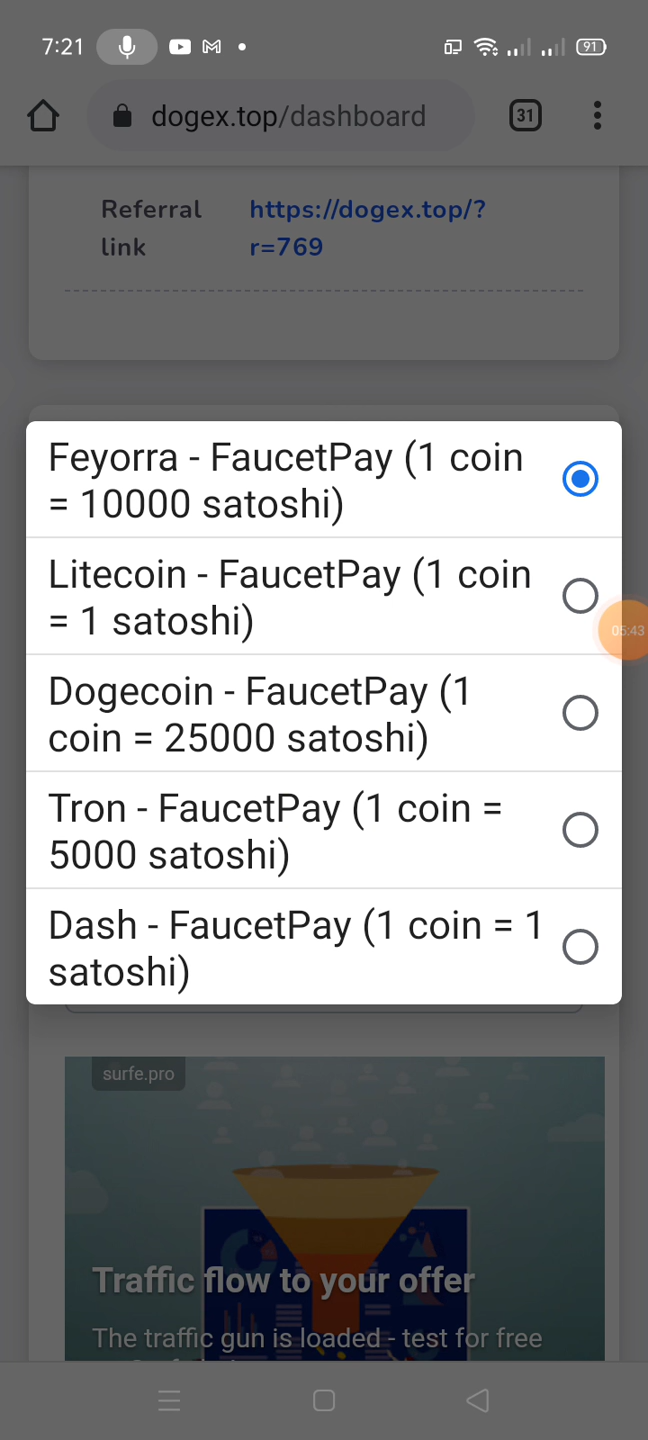 7:21
91
dogex.top/dashboard
31
Referral
link
https://dogex.top/?
r=769
Feyorra - FaucetPay (1 coin
= 10000 satoshi)
Litecoin - FaucetPay (1 coin
= 1 satoshi)
05:43
Dogecoin - FaucetPay (1
coin = 25000 satoshi)
Tron - FaucetPay (1 coin =
5000 satoshi)
Dash - FaucetPay (1 coin = 1
satoshi)
surfe.pro
Traffic flow to your offer
The traffic gun is loaded - test for free